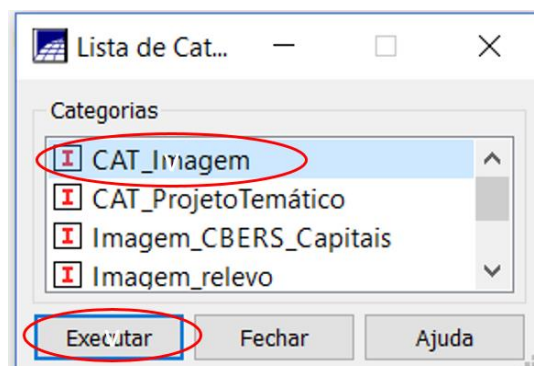 Lista de Cat...
Categorias
CAT_Imagem
CAT_ProjetoTemático
Imagem_CBERS_Capitais
Imagem_relevo
Executar Fechar Ajuda